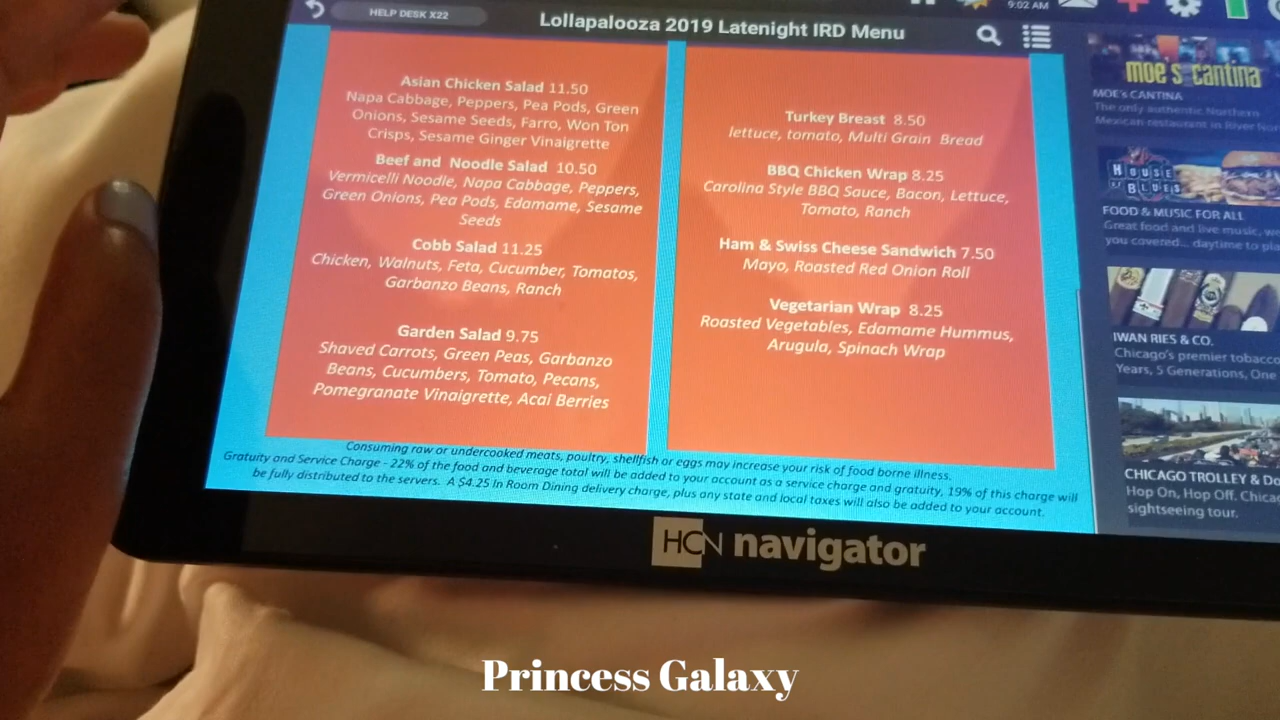 HELP DESK X22
Lollapalooza 2019 Latenight IRD Menu
9:02 AM
Asian Chicken Salad 11.50
Napa Cabbage, Peppers, Pea Pods, Green
Onions, Sesame Seeds, Farro, Won Ton
Crisps, Sesame Ginger Vinaigrette
Beef and Noodle Salad 10.50
Vermicelli Noodle, Napa Cabbage, Peppers,
Green Onions, Pea Pods, Edamame, Sesame
Seeds
Cobb Salad 11.25
Chicken, Walnuts, Feta, Cucumber, Tomatos,
Garbanzo Beans, Ranch
Garden Salad 9.75
Shaved Carrots, Green Peas, Garbanzo
Beans, Cucumbers, Tomato, Pecans,
Pomegranate Vinaigrette, Acai Berries
Turkey Breast 8.50
lettuce, tomato, Multi Grain Bread
BBQ Chicken Wrap 8.25
Carolina Style BBQ Sauce, Bacon, Lettuce,
Tomato, Ranch
Ham & Swiss Cheese Sandwich 7.50
Mayo, Roasted Red Onion Roll
Vegetarian Wrap 8.25
Roasted Vegetables, Edamame Hummus,
Arugula, Spinach Wrap
Consuming raw or undercooked meats, poultry, shellfish or eggs may increase your risk of food borne illness.
Gratuity and Service Charge - 22% of the food and beverage total will be added to your account as a service charge and gratuity, 19% of this charge will
be fully distributed to the servers. A $4.25 In Room Dining delivery charge, plus any state and local taxes will also be added to your account.
moe's cantina
MOE's CANTINA
The only authentic Northern
Mexican restaurant in River
HOUSE
OF BLUES
FOOD & MUSIC FOR ALL
Great food and live music, we
you covered... daytime to
IWAN RIES & CO.
Chicago's premier tobacco
Years, 5 Generations, One
CHICAGO TROLLEY &
Hop On, Hop Off,
sightseeing tour.
HCN navigator
Princess Galaxy